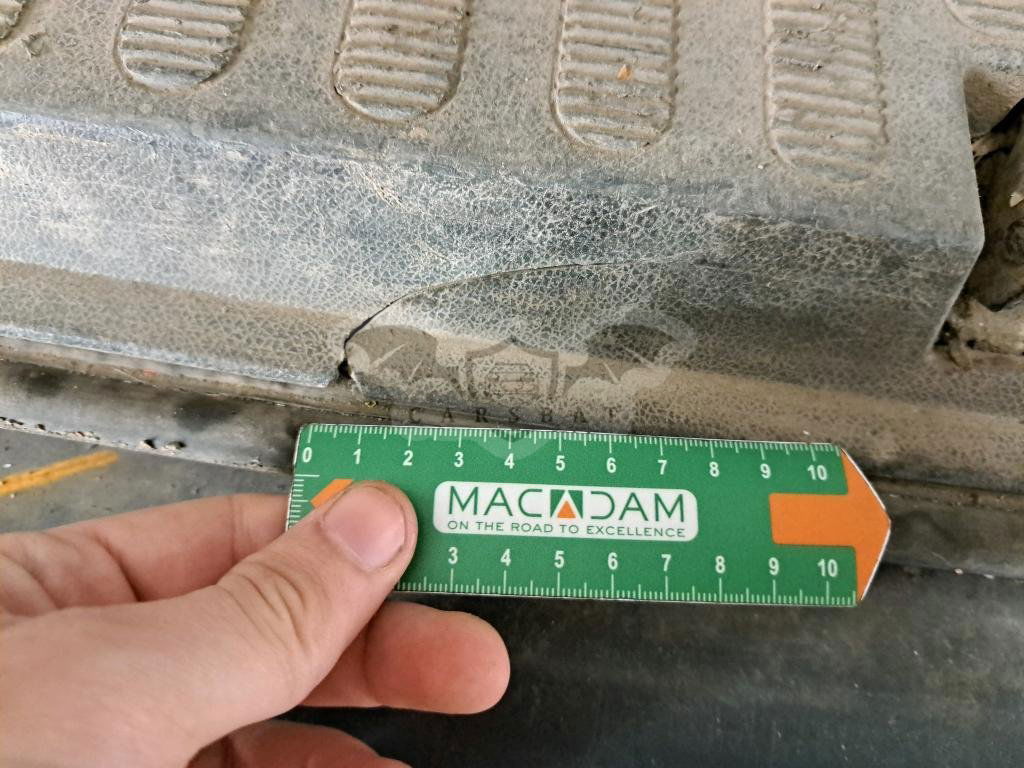 CARSBAT
0 1 2 3 4 5 6 7 8 9 10
MACADAM
ON THE ROAD TO EXCELLENCE
3 4 5 6 7 8 9 10